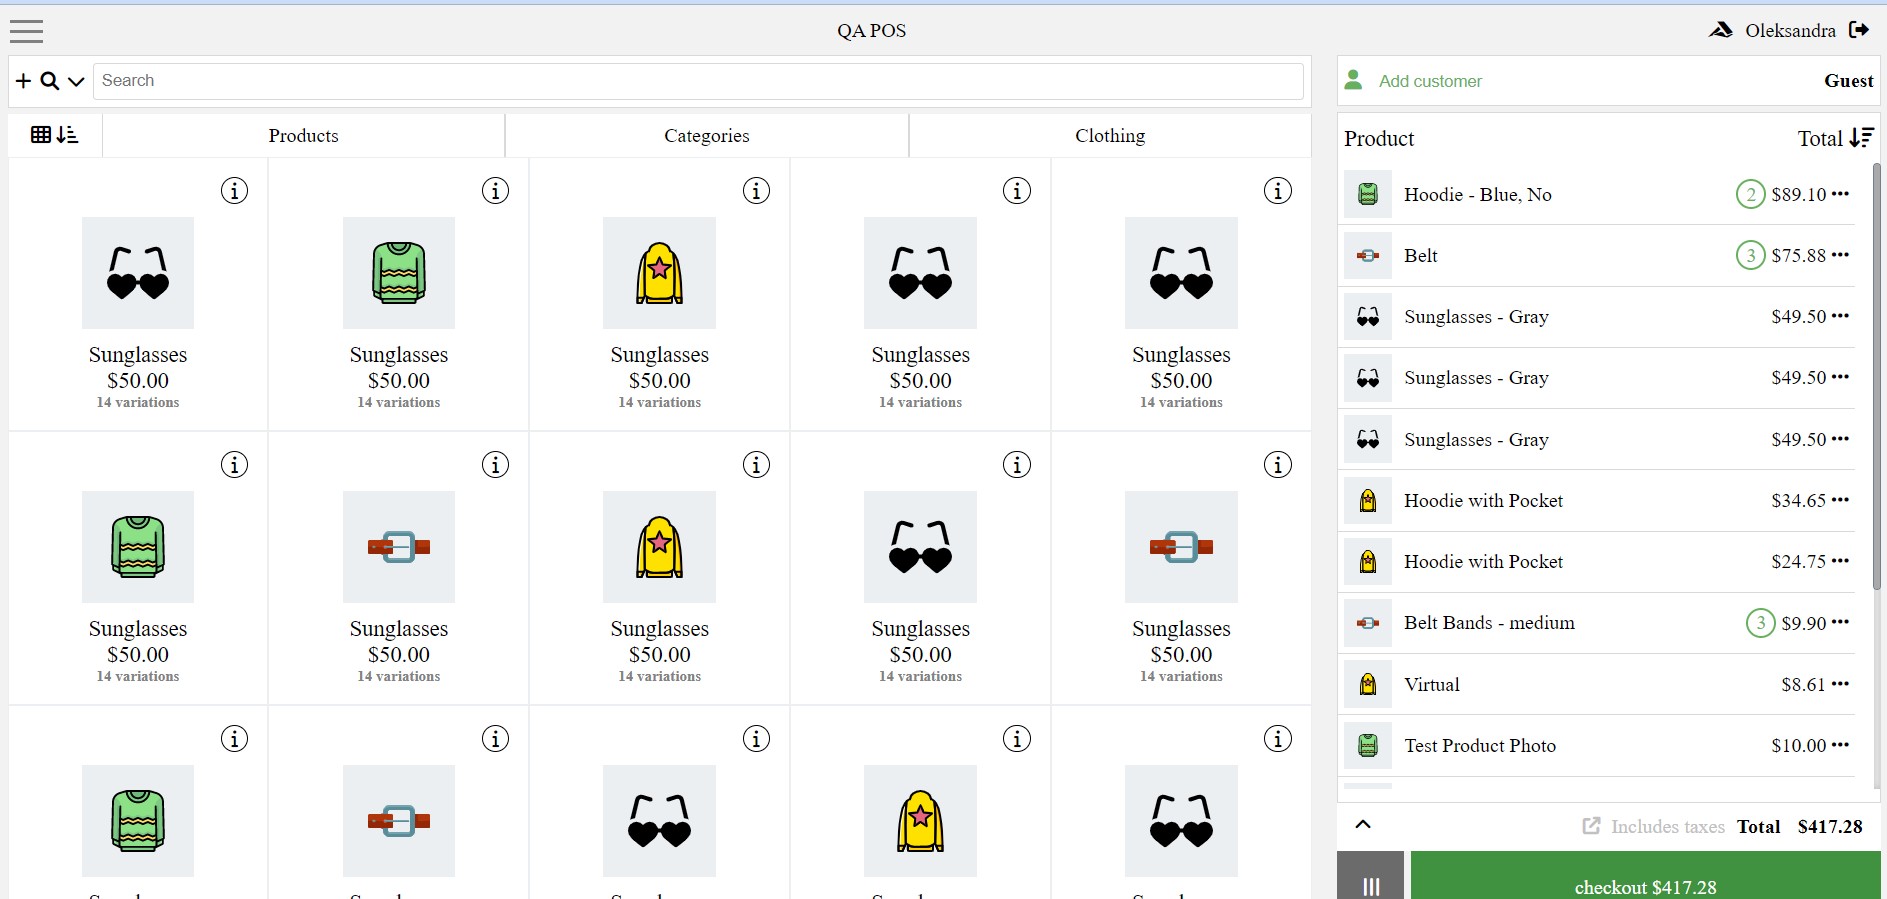 QA POS
Oleksandra
Search
Add customer
Guest
Products
Categories
Clothing
Sunglasses
$50.00
14 variations
Sunglasses
$50.00
14 variations
Sunglasses
$50.00
14 variations
Sunglasses
$50.00
14 variations
Sunglasses
$50.00
14 variations
Sunglasses
$50.00
14 variations
Sunglasses
$50.00
14 variations
Sunglasses
$50.00
14 variations
Sunglasses
$50.00
14 variations
Sunglasses
$50.00
14 variations
Product Total
Hoodie - Blue, No 2 $89.10
Belt 3 $75.88
Sunglasses - Gray $49.50
Sunglasses - Gray $49.50
Sunglasses - Gray $49.50
Hoodie with Pocket $34.65
Hoodie with Pocket $24.75
Belt Bands - medium 3 $9.90
Virtual $8.61
Test Product Photo $10.00
Includes taxes Total $417.28
checkout $417.28